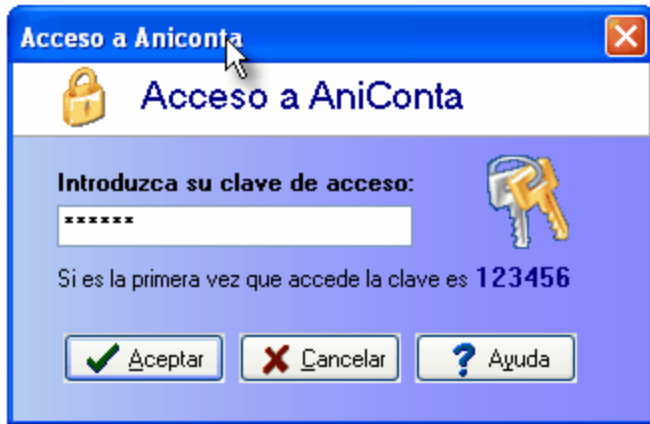 Acceso a Aniconta
Acceso a AniConta
Introduzca su clave de acceso:
******
Si es la primera vez que accede la clave es 123456
Aceptar Cancelar Ayuda